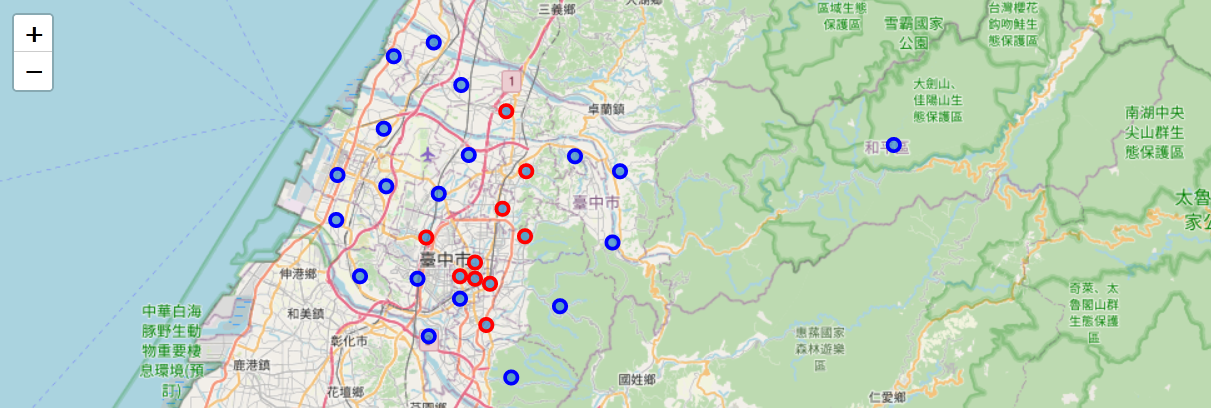 +
−
三義鄉
區域生態
保護區
雪霸國家
公園
台灣櫻花
鈎吻鮭生
態保護區
1
卓蘭鎮
大劍山、
佳陽山生
態保護區
南湖中央
尖山群生
態保護區
和平區
臺中市
太魯
家公
臺中市
伸港鄉
和美鎮
中華白海
豚野生動
物重要棲
息環境(預
訂)
彰化市
鹿港鎮
花壇鄉
奇萊、太
魯閣山群
生態保護
區
惠蓀國家
森林遊樂
區
國姓鄉
仁愛鄉